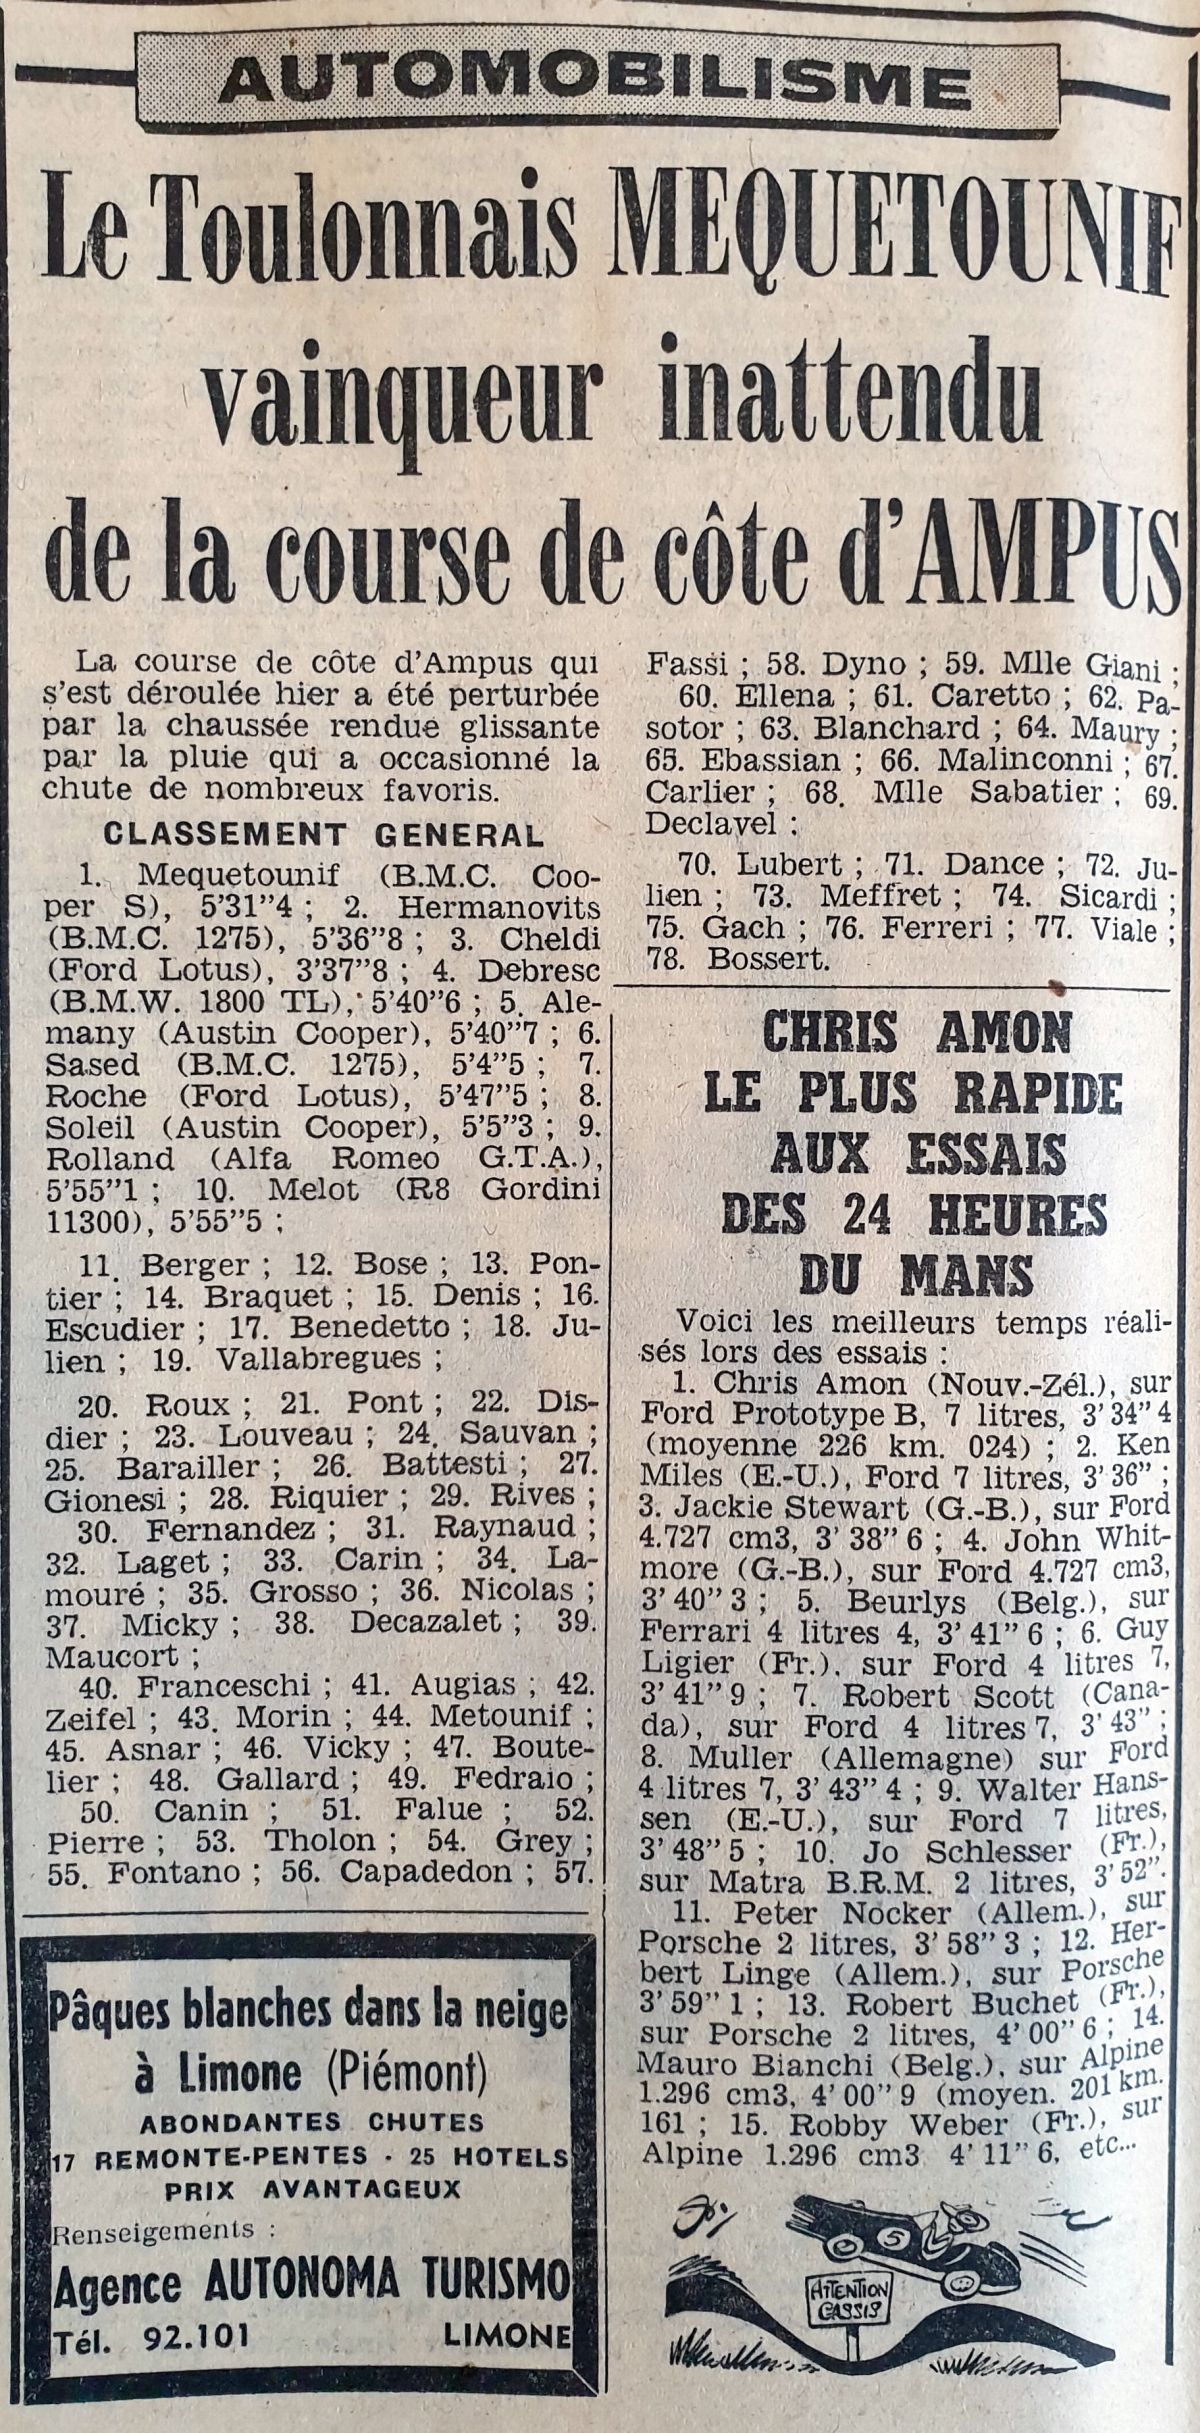 AUTOMOBILISME
Le Toulonnais MEQUETOUNIF
vainqueur inattendu
de la course de côte d'AMPUS
La course de côte d'Ampus qui
s'est déroulée hier a été perturbée
par la chaussée rendue glissante
par la pluie qui a occasionné la
chute de nombreux favoris.
CLASSEMENT GENERAL
1. Mequetounif (B.M.C. Coo-
per S), 5'31"4 ; 2. Hermanovits
(B.M.C. 1275), 5'36"8 ; 3. Cheldi
(Ford Lotus), 3'37"8 ; 4. Debresc
(B.M.W. 1800 TL), 5'40"6 ; 5. Ale-
many (Austin Cooper), 5'40"7 ; 6.
Sased (B.M.C. 1275), 5'4"5 ; 7.
Roche (Ford Lotus), 5'47"5 ; 8.
Soleil (Austin Cooper), 5'5"3 ; 9.
Rolland (Alfa Romeo G.T.A.),
5'55"1 ; 10. Melot (R8 Gordini
11300), 5'55"5 ;
11. Berger ; 12. Bose ; 13. Pon-
tier ; 14. Braquet ; 15. Denis ; 16.
Escudier ; 17. Benedetto ; 18. Ju-
lien ; 19. Vallabregues ;
20. Roux ; 21. Pont ; 22. Dis-
dier ; 23. Louveau ; 24. Sauvan ;
25. Barailler ; 26. Battesti ; 27.
Gionesi ; 28. Riquier ; 29. Rives ;
30. Fernandez ; 31. Raynaud ;
32. Laget ; 33. Carin ; 34. La-
mouré ; 35. Grosso ; 36. Nicolas ;
37. Micky ; 38. Decazalet ; 39.
Maucort ;
40. Franceschi ; 41. Augias ; 42.
Zeifel ; 43. Morin ; 44. Metounif ;
45. Asnar ; 46. Vicky ; 47. Boute-
lier ; 48. Gallard ; 49. Fedraio ;
50. Canin ; 51. Falue ; 52.
Pierre ; 53. Tholon ; 54. Grey ;
55. Fontano ; 56. Capadedon ; 57.
Fassi ; 58. Dyno ; 59. Mlle Giani ;
60. Ellena ; 61. Caretto ; 62. Pa-
sotor ; 63. Blanchard ; 64. Maury ;
65. Ebassian ; 66. Malinconni ; 67.
Carlier ; 68. Mlle Sabatier ; 69.
Declavel ;
70. Lubert ; 71. Dance ; 72. Ju-
lien ; 73. Meffret ; 74. Sicardi ;
75. Gach ; 76. Ferreri ; 77. Viale ;
78. Bossert.
CHRIS AMON
LE PLUS RAPIDE
AUX ESSAIS
DES 24 HEURES
DU MANS
Voici les meilleurs temps réali-
sés lors des essais :
1. Chris Amon (Nouv.-Zél.), sur
Ford Prototype B, 7 litres, 3'34"4
(moyenne 226 km. 024) ; 2. Ken
Miles (E.-U.), Ford 7 litres, 3'36" ;
3. Jackie Stewart (G.-B.), sur Ford
4.727 cm3, 3'38"6 ; 4. John Whit-
more (G.-B.), sur Ford 4.727 cm3,
3'40"3 ; 5. Beurlys (Belg.), sur
Ferrari 4 litres 4, 3'41"6 ; 6. Guy
Ligier (Fr.), sur Ford 4 litres 7,
3'41"9 ; 7. Robert Scott (Cana-
da), sur Ford 4 litres 7, 3'43" ;
8. Muller (Allemagne) sur Ford
4 litres 7, 3'43"4 ; 9. Walter Hans-
sen (E.-U.), sur Ford 7 litres,
3'48"5 ; 10. Jo Schlesser (Fr.),
sur Matra B.R.M. 2 litres, 3'52".
11. Peter Nocker (Allem.), sur
Porsche 2 litres, 3'58"3 ; 12. Her-
bert Linge (Allem.), sur Porsche
3'59"1 ; 13. Robert Buchet (Fr.),
sur Porsche 2 litres, 4'00"6 ; 14.
Mauro Bianchi (Belg.), sur Alpine
1.296 cm3, 4'00"9 (moyen. 201 km.
161 ; 15. Robby Weber (Fr.), sur
Alpine 1.296 cm3 4'11"6, etc...
ATTENTION
CASSIS
Pâques blanches dans la neige
à Limone (Piémont)
ABONDANTES CHUTES
17 REMONTE-PENTES - 25 HOTELS
PRIX AVANTAGEUX
Renseigements :
Agence AUTONOMA TURISMO
Tél. 92.101 LIMONE